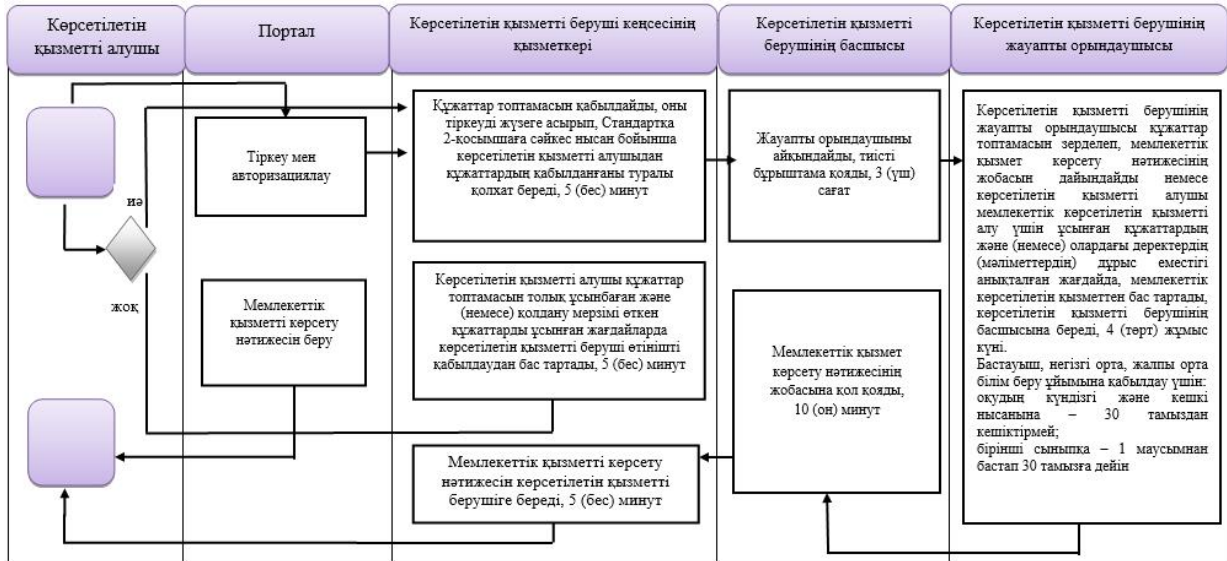 Көрсетілетін
қызметті алушы
Портал
Көрсетілетін қызметті беруші кеңсесінің
қызметкері
Көрсетілетін қызметті
берушінің басшысы
Көрсетілетін қызметті берушінің
жауапты орындаушысы
иә
жоқ
Тіркеу мен
авторизациялау
Мемлекеттік
қызметті көрсету
нәтижесін беру
Құжаттар топтамасын қабылдайды, оны
тіркеуді жүзеге асырып, Стандартқа
2-қосымшаға сәйкес нысан бойынша
көрсетілетін қызметті алушыдан
құжаттардың қабылданғаны туралы
қолхат береді, 5 (бес) минут
Көрсетілетін қызметті алушы құжаттар
топтамасын толық ұсынбаған және
(немесе) қолдану мерзімі өткен
құжаттарды ұсынған жағдайларда
көрсетілетін қызметті беруші өтінішті
қабылдаудан бас тартады, 5 (бес) минут
Мемлекеттік қызметті көрсету
нәтижесін көрсетілетін қызметті
берушіге береді, 5 (бес) минут
Жауапты орындаушыны
айқындайды, тиісті
бұрыштама қояды, 3 (үш)
сағат
Мемлекеттік қызмет
көрсету нәтижесінің
жобасына қол қояды,
10 (он) минут
Көрсетілетін қызметті берушінің
жауапты орындаушысы құжаттар
топтамасын зерделеп, мемлекеттік
қызмет көрсету нәтижесінің
жобасын дайындайды немесе
көрсетілетін қызметті алушы
мемлекеттік көрсетілетін қызметті
алу үшін ұсынған құжаттардың
және (немесе) олардағы деректердің
(мәліметтердің) дұрыс еместігі
анықталған жағдайда, мемлекеттік
көрсетілетін қызметтен бас тартады,
көрсетілетін қызметті берушінің
басшысына береді, 4 (төрт) жұмыс
күні.
Бастауыш, негізгі орта, жалпы орта
білім беру ұйымына қабылдау үшін:
оқудың күндізгі және кешкі
нысанына – 30 тамыздан
кешіктірмей;
бірінші сыныпқа – 1 маусымнан
бастап 30 тамызға дейін